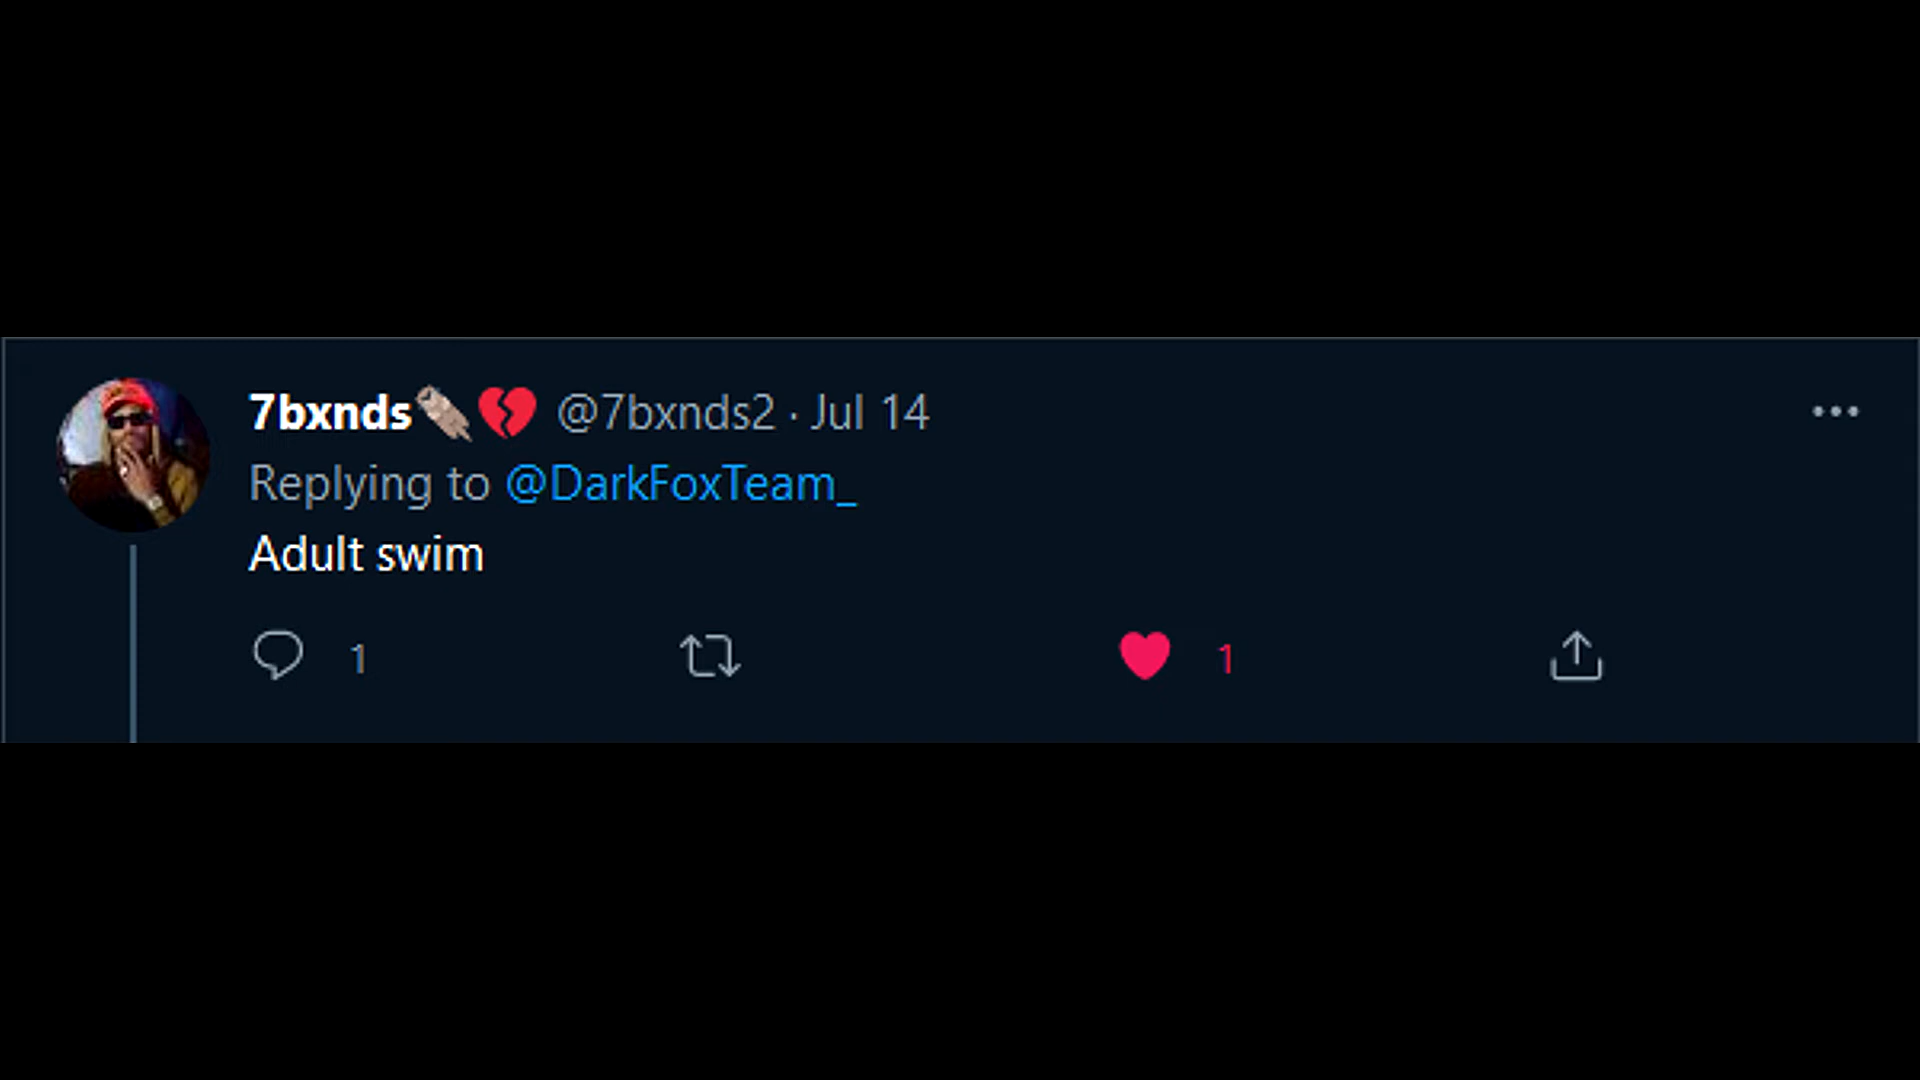 7bxnds🪵💔 @7bxnds2 · Jul 14
Replying to @DarkFoxTeam_
Adult swim
1 1